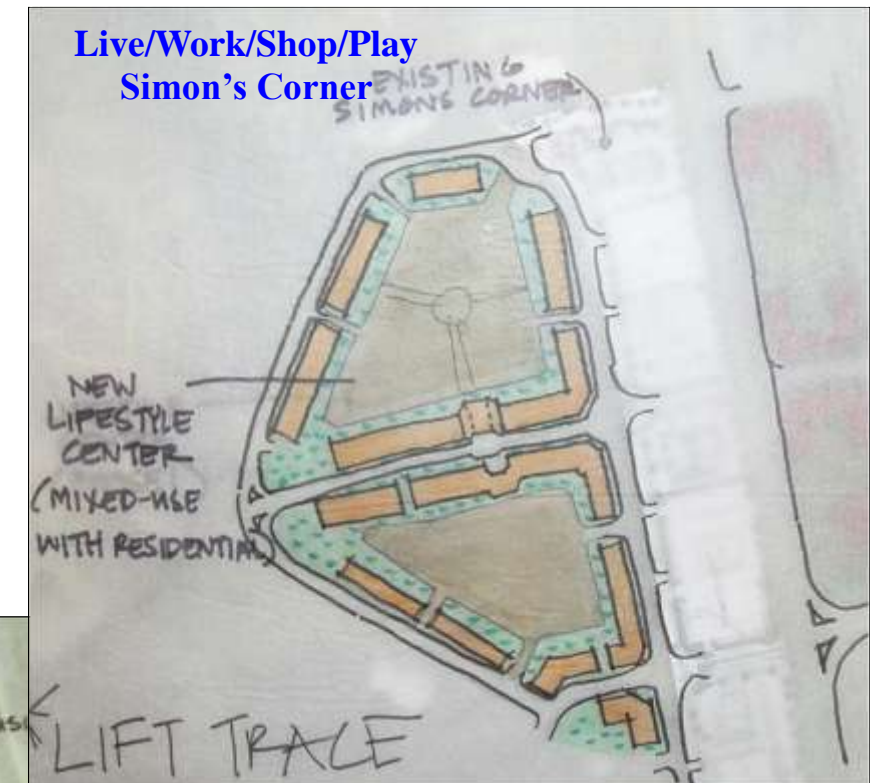 Live/Work/Shop/Play
Simon's Corner
EXISTING
SIMONS CORNER
NEW
LIFESTYLE
CENTER
(MIXED-USE
WITH RESIDENTIAL)
LIFT TRACE